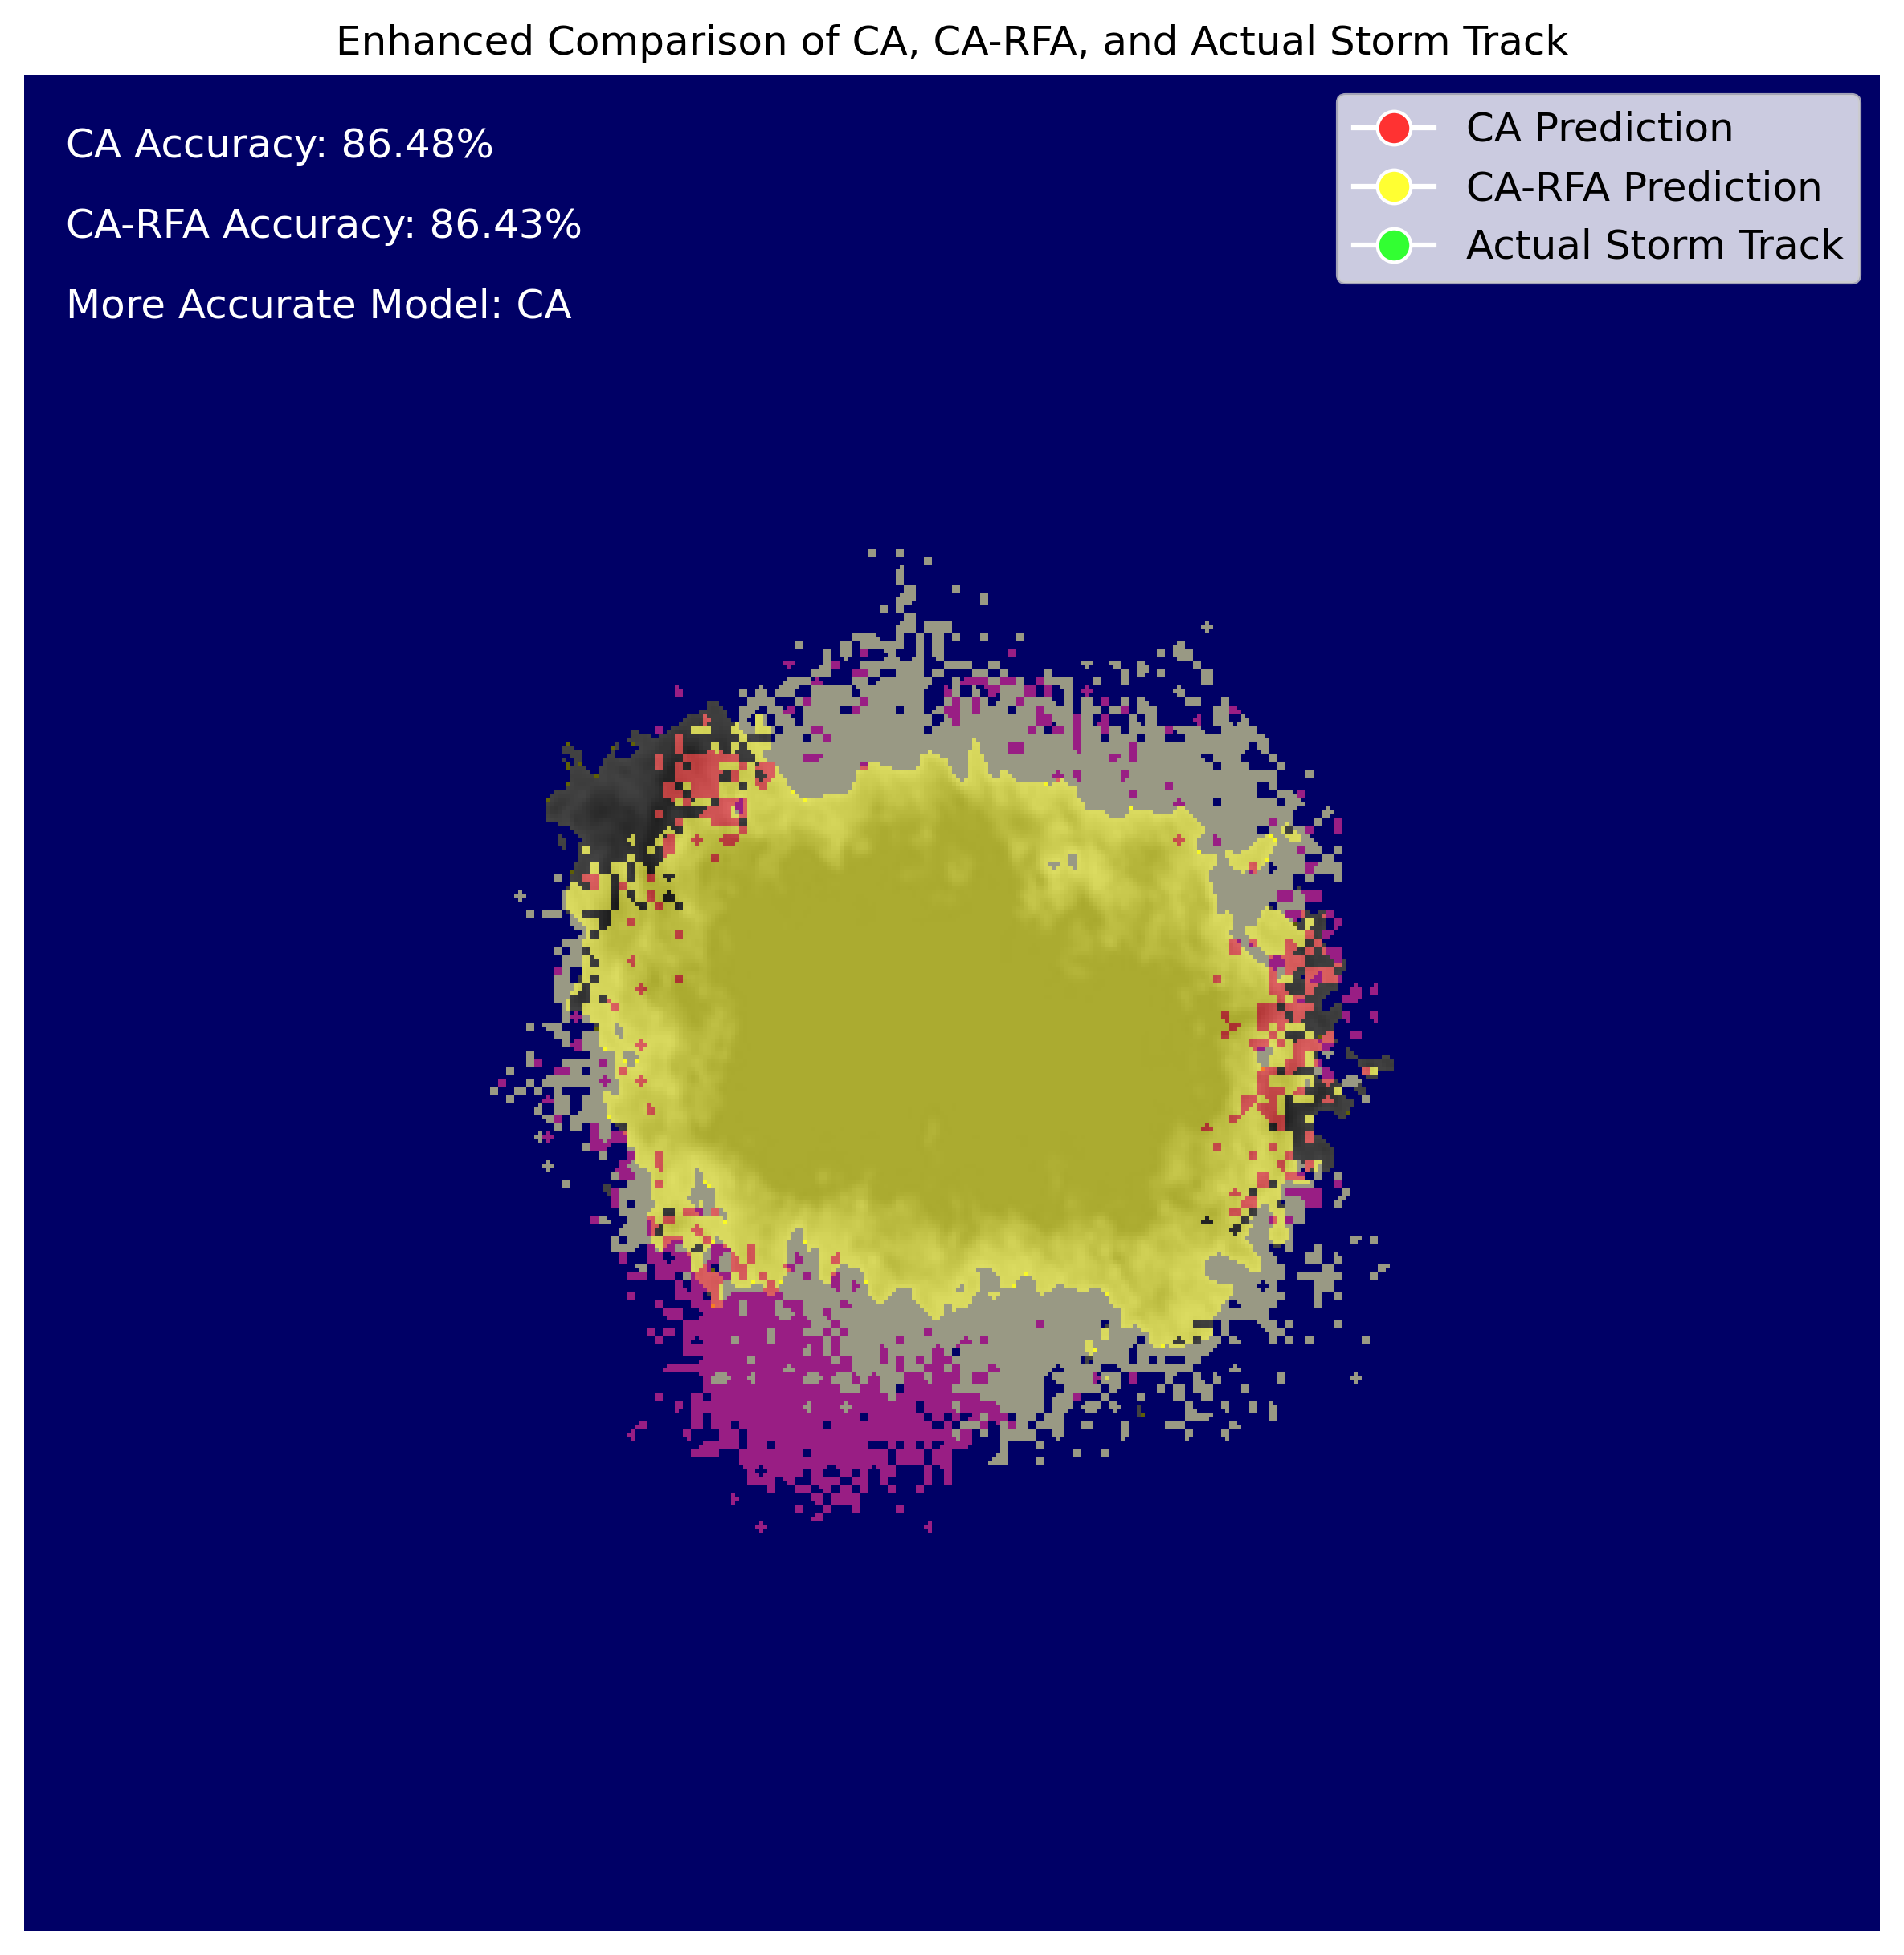 Enhanced Comparison of CA, CA-RFA, and Actual Storm Track
CA Accuracy: 86.48%
CA-RFA Accuracy: 86.43%
More Accurate Model: CA
CA Prediction
CA-RFA Prediction
Actual Storm Track